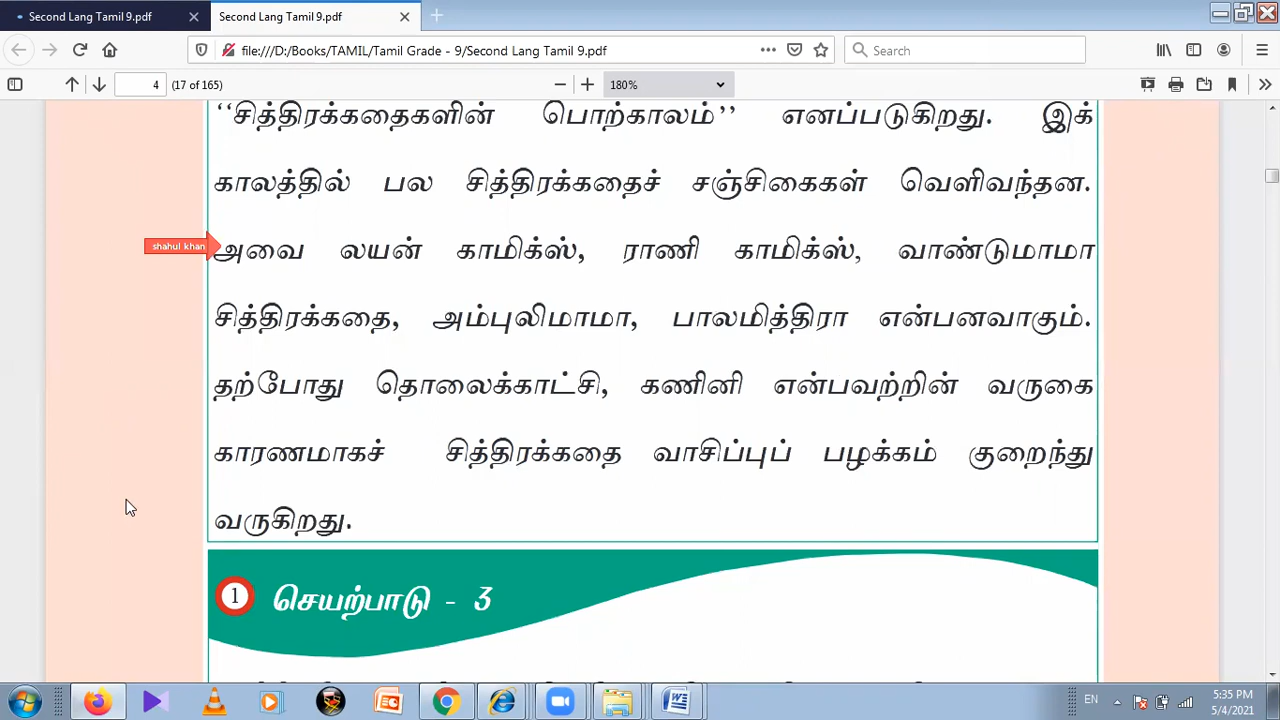 Second Lang Tamil 9.pdf
Second Lang Tamil 9.pdf
file:///D:/Books/TAMIL/Tamil Grade - 9/Second Lang Tamil 9.pdf
Search
4 (17 of 165)
180%
‘‘சித்திரக்கதைகளின் பொற்காலம்’’ எனப்படுகிறது. இக்
காலத்தில் பல சித்திரக்கதைச் சஞ்சிகைகள் வெளிவந்தன.
shahul khan
அவை லயன் காமிக்ஸ், ராணி காமிக்ஸ், வாண்டுமாமா
சித்திரக்கதை, அம்புலிமாமா, பாலமித்திரா என்பனவாகும்.
தற்போது தொலைக்காட்சி, கணினி என்பவற்றின் வருகை
காரணமாகச் சித்திரக்கதை வாசிப்புப் பழக்கம் குறைந்து
வருகிறது.
1 செயற்பாடு - 3
EN
5:35 PM
5/4/2021